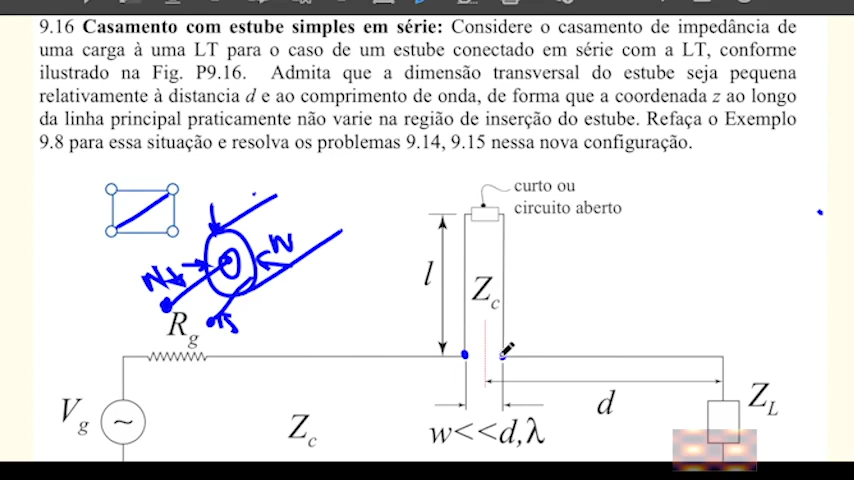 9.16 Casamento com estube simples em série: Considere o casamento de impedância de
uma carga à uma LT para o caso de um estube conectado em série com a LT, conforme
ilustrado na Fig. P9.16. Admita que a dimensão transversal do estube seja pequena
relativamente à distancia d e ao comprimento de onda, de forma que a coordenada z ao longo
da linha principal praticamente não varie na região de inserção do estube. Refaça o Exemplo
9.8 para essa situação e resolva os problemas 9.14, 9.15 nessa nova configuração.
curto ou
circuito aberto
l
Z_c
R_g
d
Z_L
V_g
~
Z_c
w<<d,λ